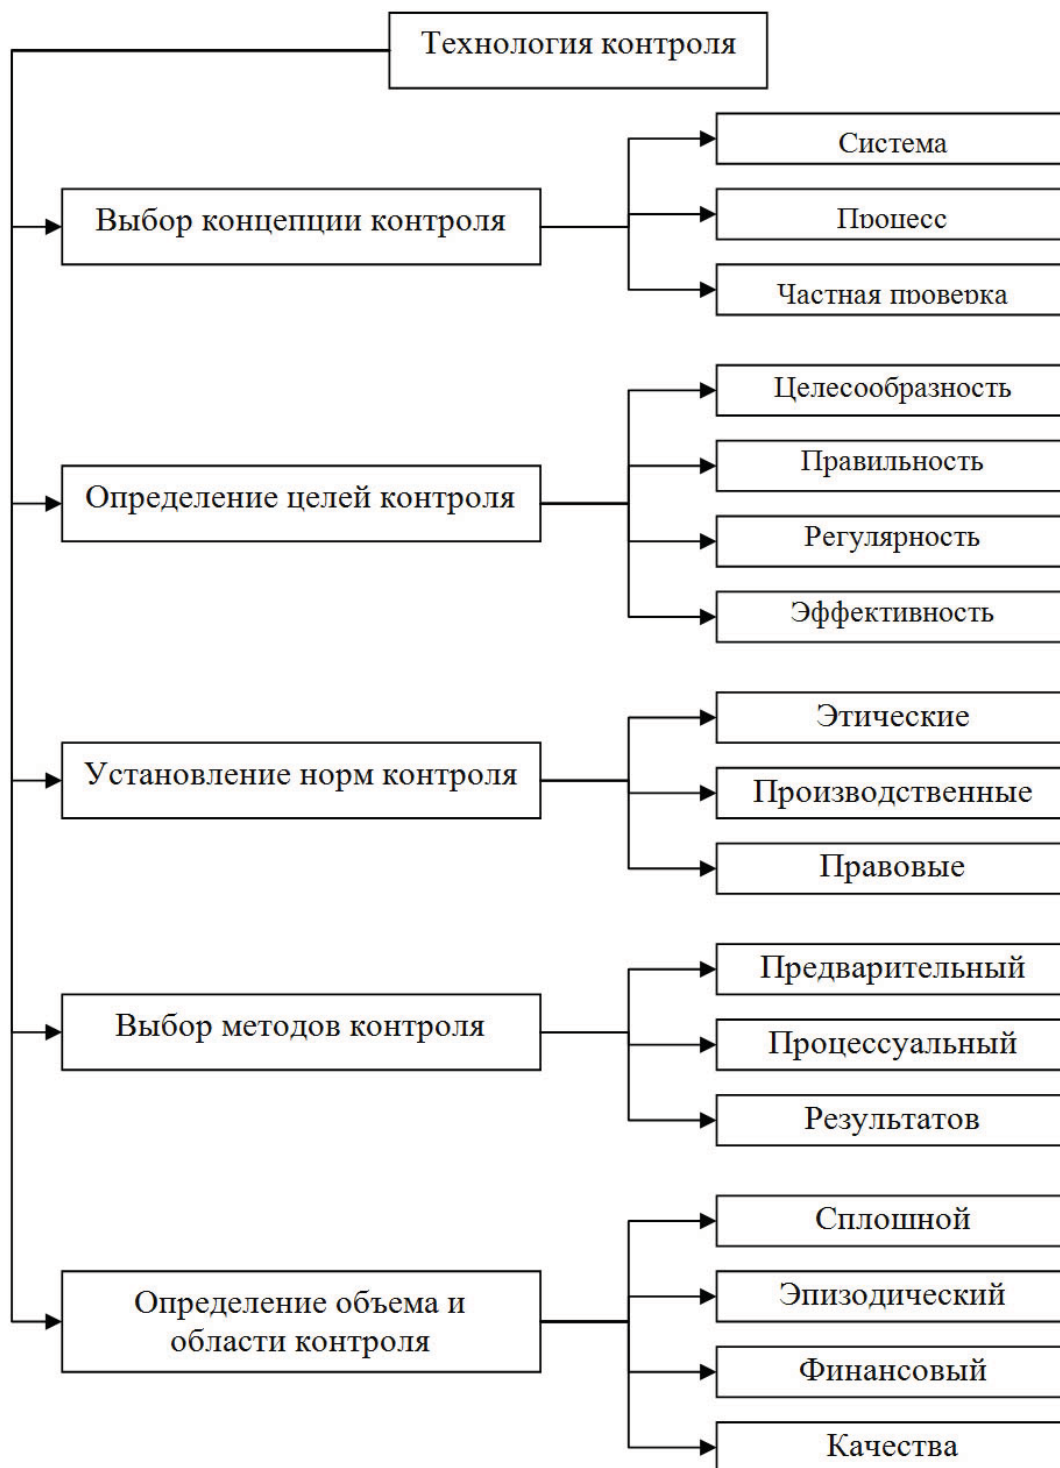 Технология контроля
Выбор концепции контроля
Система
Процесс
Частная проверка
Определение целей контроля
Целесообразность
Правильность
Регулярность
Эффективность
Установление норм контроля
Этические
Производственные
Правовые
Выбор методов контроля
Предварительный
Процессуальный
Результатов
Определение объема и
области контроля
Сплошной
Эпизодический
Финансовый
Качества